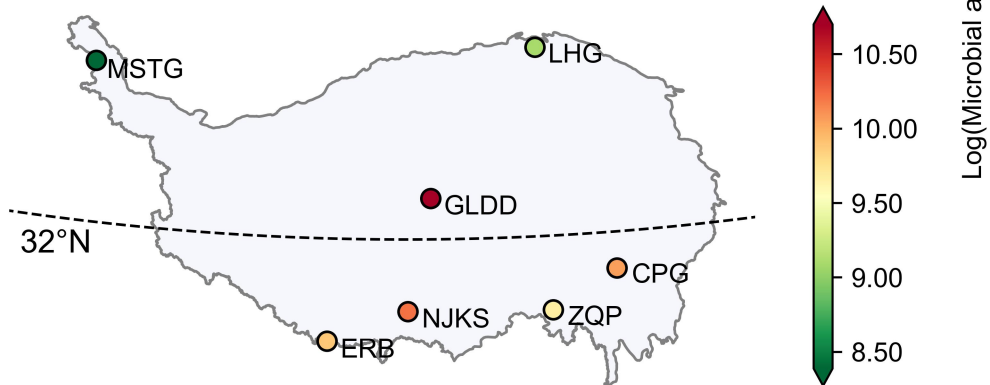 MSTG
LHG
GLDD
32°N
CPG
NJKS
ZQP
ERB
10.50
10.00
9.50
9.00
8.50
Log(Microbial